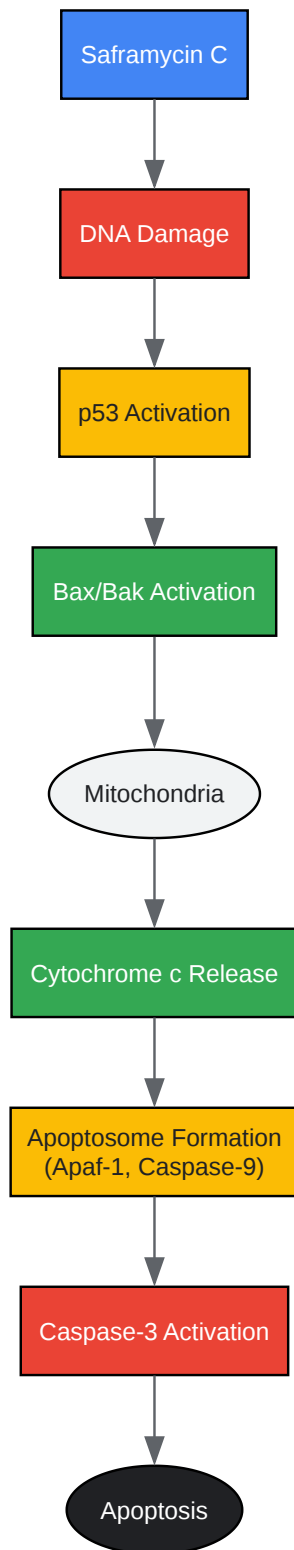 Saframycin C
DNA Damage
p53 Activation
Bax/Bak Activation
Mitochondria
Cytochrome c Release
Apoptosome Formation
(Apaf-1, Caspase-9)
Caspase-3 Activation
Apoptosis